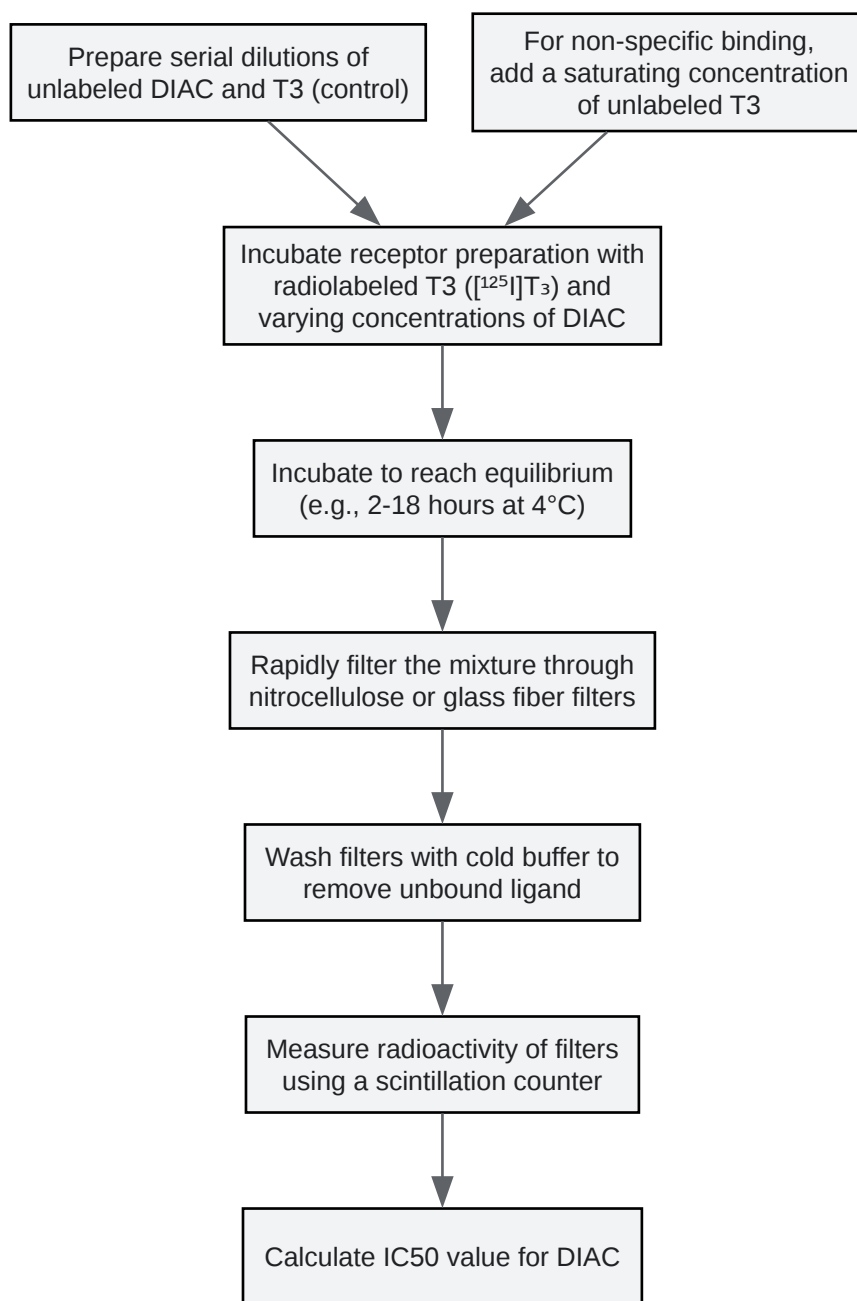 Prepare serial dilutions of
unlabeled DIAC and T3 (control)
For non-specific binding,
add a saturating concentration
of unlabeled T3
Incubate receptor preparation with
radiolabeled T3 ([¹²⁵I]T₃) and
varying concentrations of DIAC
Incubate to reach equilibrium
(e.g., 2-18 hours at 4°C)
Rapidly filter the mixture through
nitrocellulose or glass fiber filters
Wash filters with cold buffer to
remove unbound ligand
Measure radioactivity of filters
using a scintillation counter
Calculate IC50 value for DIAC